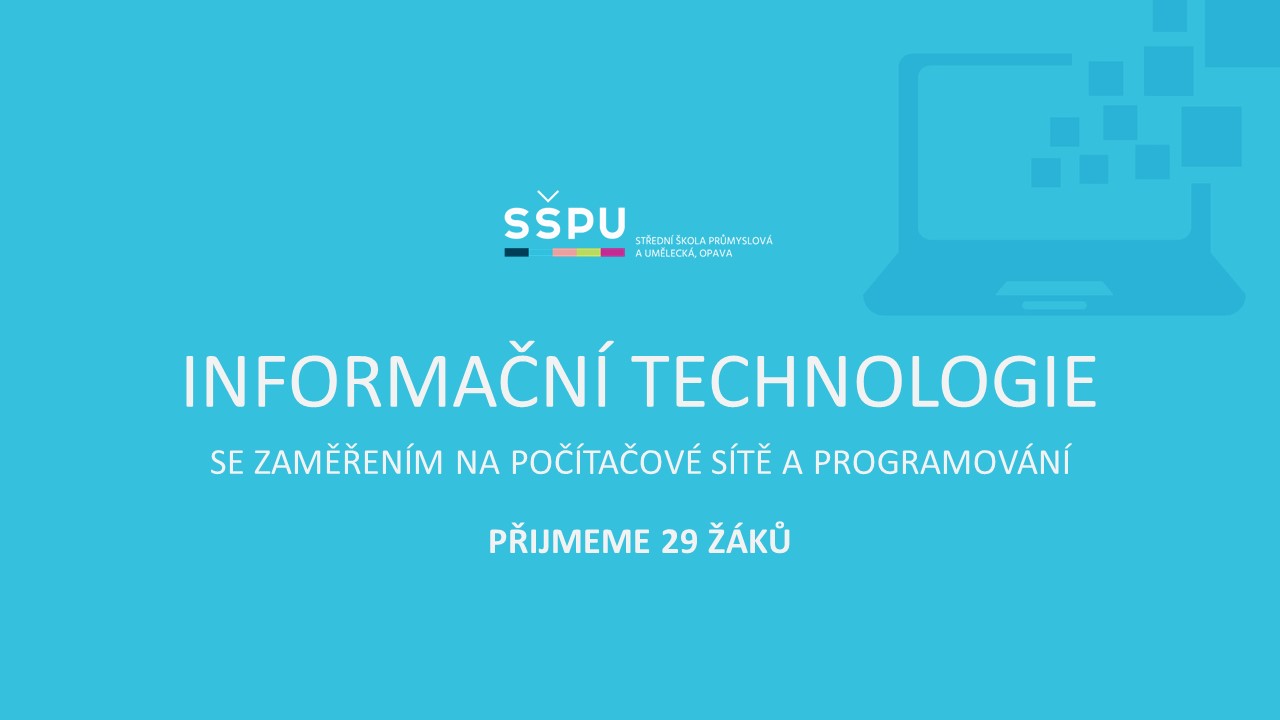 SŠPU
STŘEDNÍ ŠKOLA PRŮMYSLOVÁ
A UMĚLECKÁ, OPAVA
INFORMAČNÍ TECHNOLOGIE
SE ZAMĚŘENÍM NA POČÍTAČOVÉ SÍTĚ A PROGRAMOVÁNÍ
PŘIJMEME 29 ŽÁKŮ